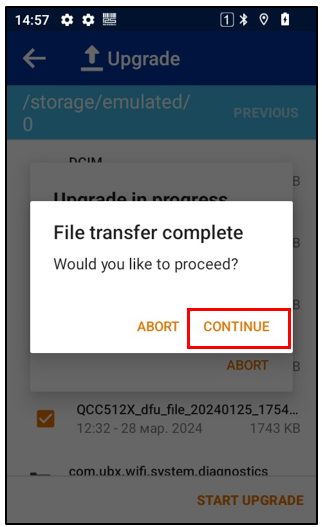 14:57
1
Upgrade
/storage/emulated/
0
PREVIOUS
DCIM
B
Upgrade in progress
B
File transfer complete
Would you like to proceed?
B
ABORT
CONTINUE
ABORT
B
QCC512X_dfu_file_20240125_1754...
12:32 - 28 мар. 2024
1743 KB
com.ubx.wifi.system.diagnostics
START UPGRADE